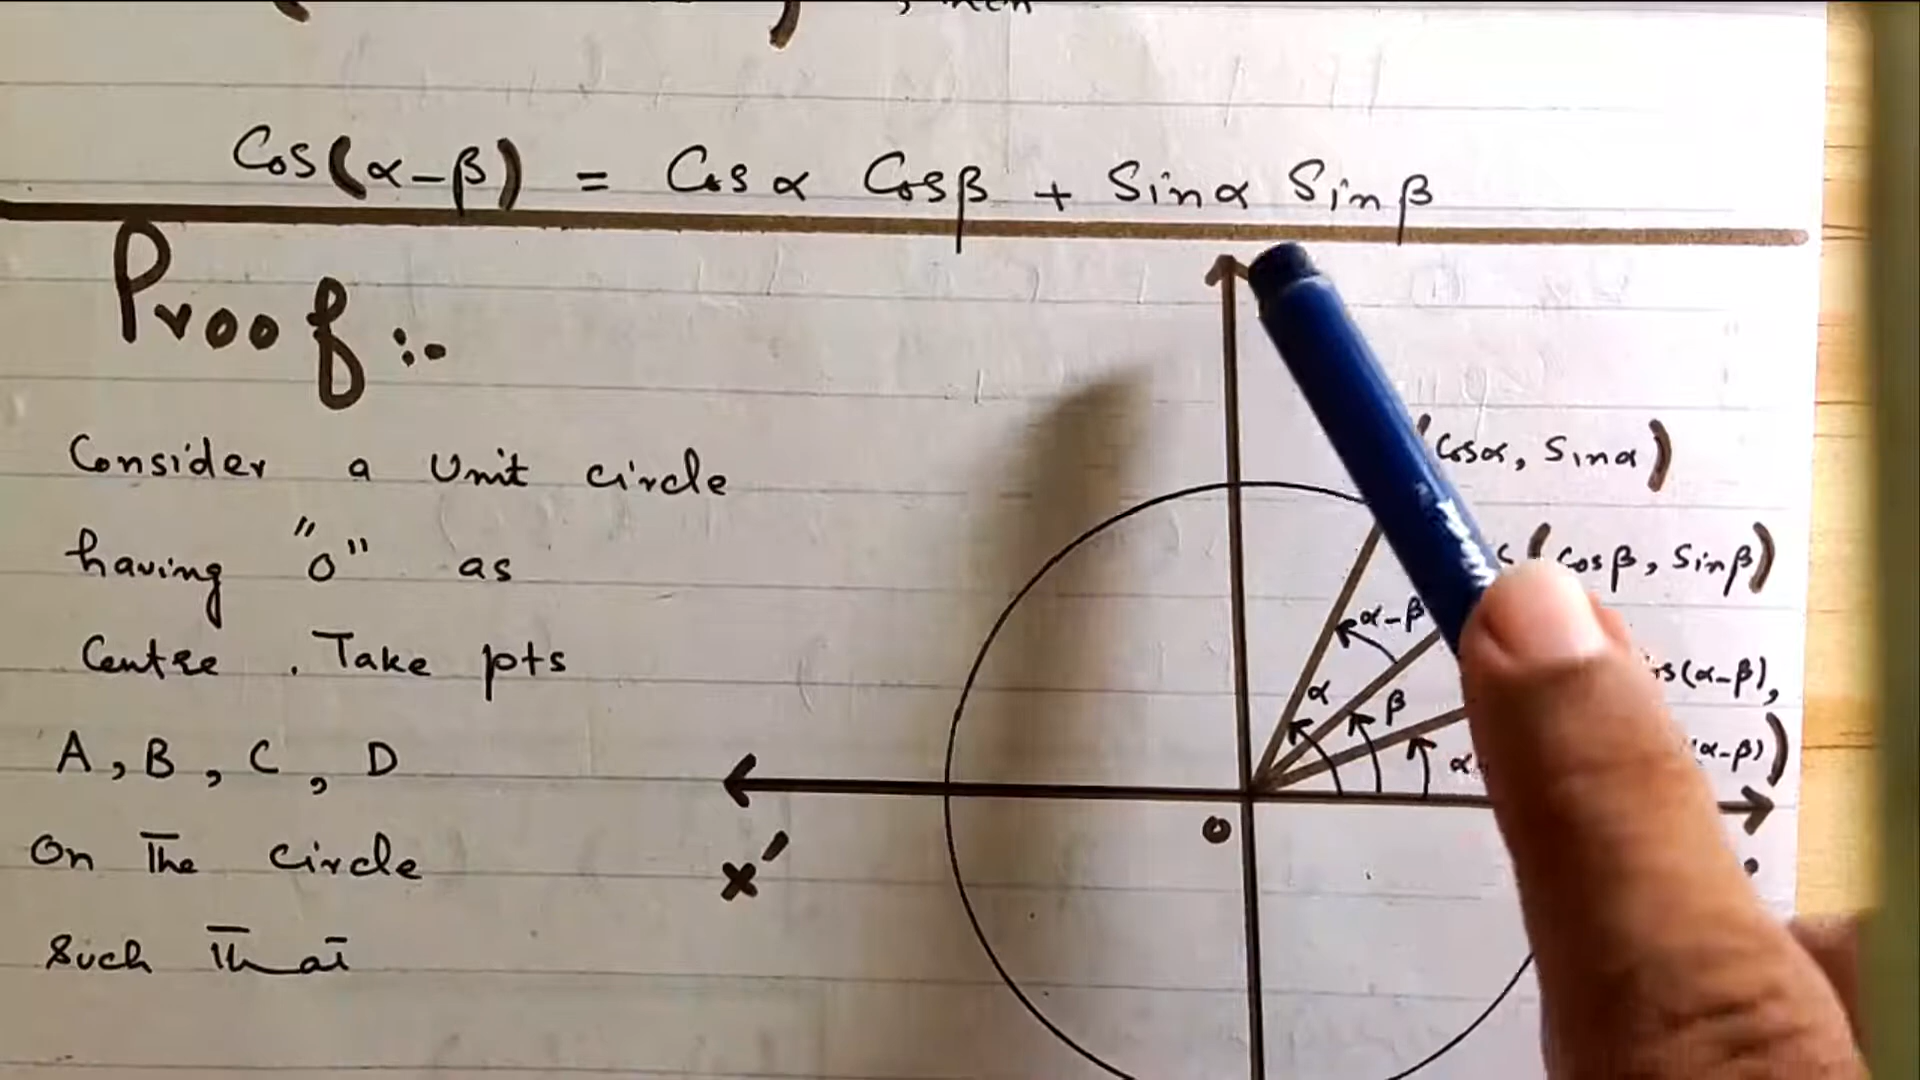 Cos(α-β) = Cosα Cosβ + Sinα Sinβ
Proof :-
Consider a Unit circle
having "O" as
Centre . Take pts
A, B, C, D
On The Circle
Such That
(Cosα, Sinα)
(Cosβ, Sinβ)
α-β
(α-β),
α
β
α-β)
O
x'